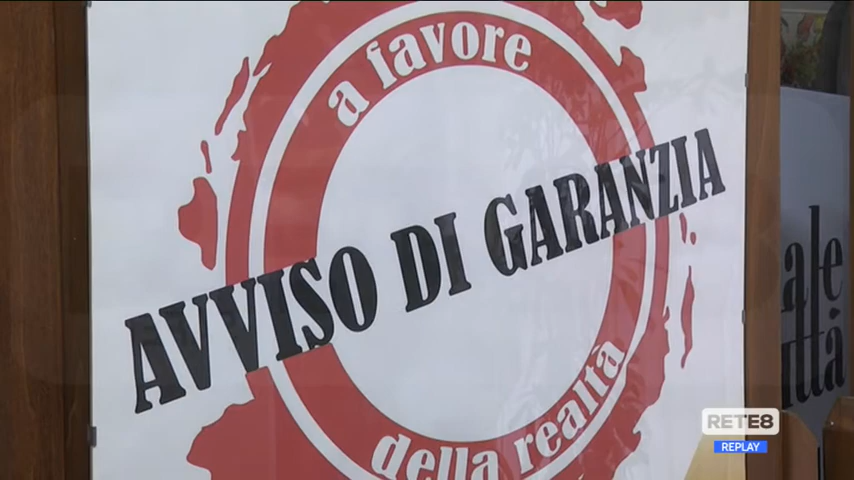 a favore
AVVISO DI GARANZIA
della realtà
RETE8
REPLAY